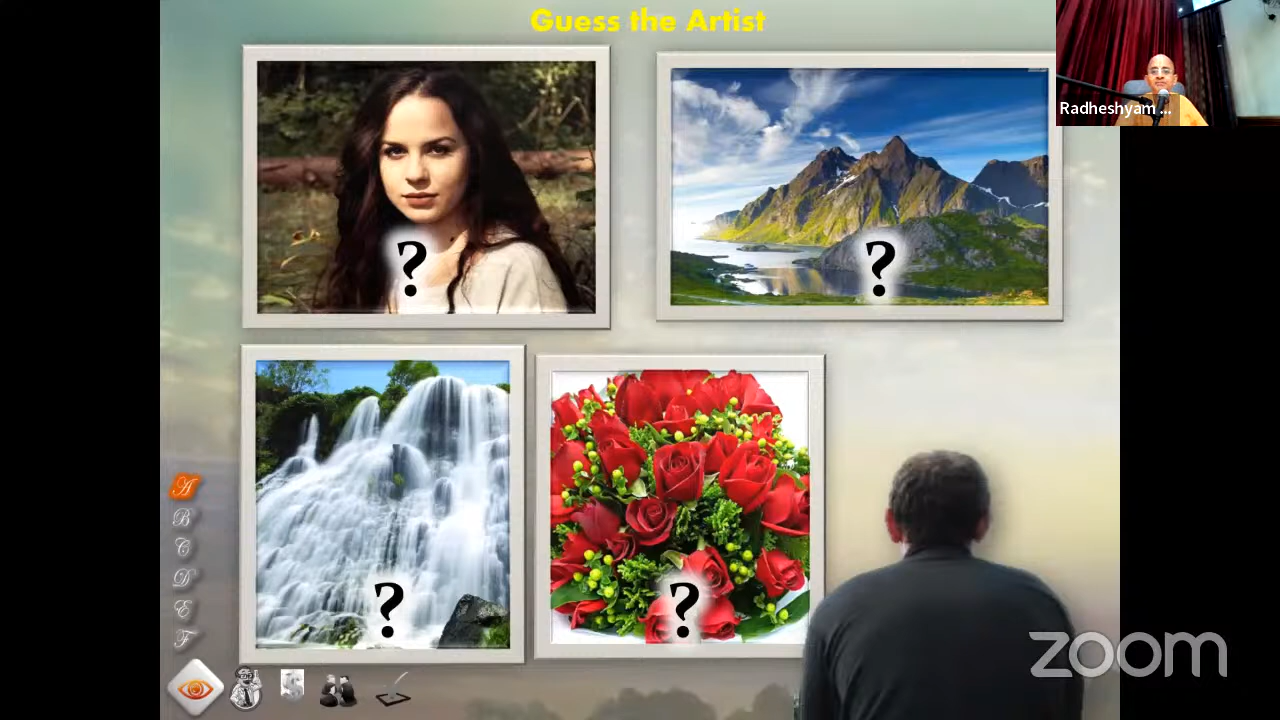 Guess the Artist
Radheshyam ...
?
?
?
?
A
B
C
D
E
F
$
zoom